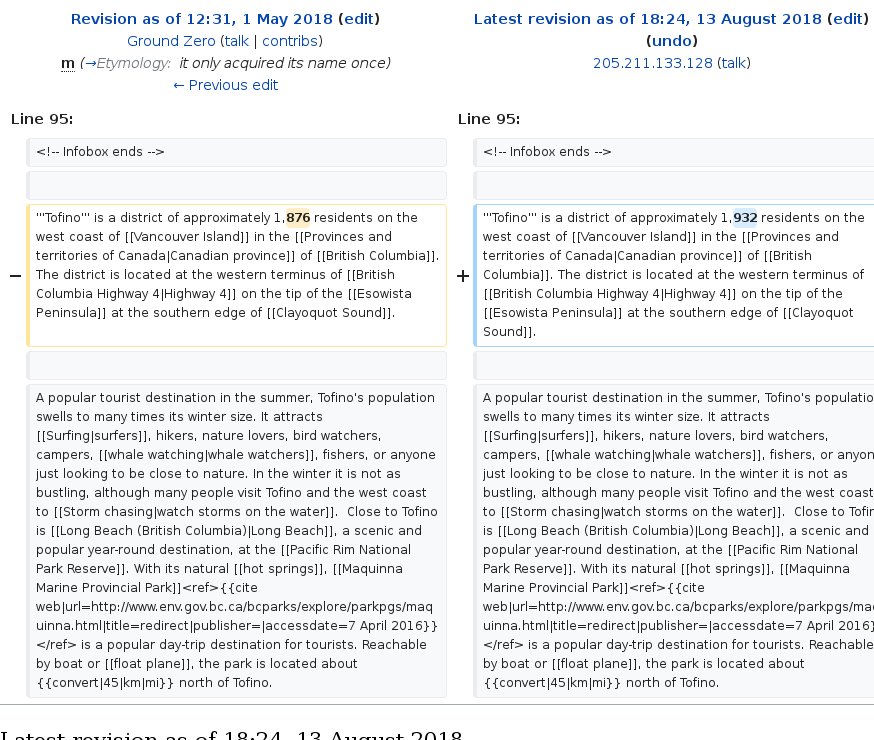 Revision as of 12:31, 1 May 2018 (edit)
Ground Zero (talk | contribs)
m (→Etymology: it only acquired its name once)
← Previous edit
Latest revision as of 18:24, 13 August 2018 (edit)
(undo)
205.211.133.128 (talk)
Line 95:
<!-- Infobox ends -->
− '''Tofino''' is a district of approximately 1,876 residents on the
west coast of [[Vancouver Island]] in the [[Provinces and
territories of Canada|Canadian province]] of [[British Columbia]].
The district is located at the western terminus of [[British
Columbia Highway 4|Highway 4]] on the tip of the [[Esowista
Peninsula]] at the southern edge of [[Clayoquot Sound]].
A popular tourist destination in the summer, Tofino's population
swells to many times its winter size. It attracts
[[Surfing|surfers]], hikers, nature lovers, bird watchers,
campers, [[whale watching|whale watchers]], fishers, or anyone
just looking to be close to nature. In the winter it is not as
bustling, although many people visit Tofino and the west coast
to [[Storm chasing|watch storms on the water]].  Close to Tofino
is [[Long Beach (British Columbia)|Long Beach]], a scenic and
popular year-round destination, at the [[Pacific Rim National
Park Reserve]]. With its natural [[hot springs]], [[Maquinna
Marine Provincial Park]]<ref>{{cite
web|url=http://www.env.gov.bc.ca/bcparks/explore/parkpgs/maq
uinna.html|title=redirect|publisher=|accessdate=7 April 2016}}
</ref> is a popular day-trip destination for tourists. Reachable
by boat or [[float plane]], the park is located about
{{convert|45|km|mi}} north of Tofino.
Line 95:
<!-- Infobox ends -->
+ '''Tofino''' is a district of approximately 1,932 residents on the
west coast of [[Vancouver Island]] in the [[Provinces and
territories of Canada|Canadian province]] of [[British
Columbia]]. The district is located at the western terminus of
[[British Columbia Highway 4|Highway 4]] on the tip of the
[[Esowista Peninsula]] at the southern edge of [[Clayoquot
Sound]].
A popular tourist destination in the summer, Tofino's populatio
swells to many times its winter size. It attracts
[[Surfing|surfers]], hikers, nature lovers, bird watchers,
campers, [[whale watching|whale watchers]], fishers, or anyon
just looking to be close to nature. In the winter it is not as
bustling, although many people visit Tofino and the west coast
to [[Storm chasing|watch storms on the water]].  Close to Tofin
is [[Long Beach (British Columbia)|Long Beach]], a scenic and
popular year-round destination, at the [[Pacific Rim National
Park Reserve]]. With its natural [[hot springs]], [[Maquinna
Marine Provincial Park]]<ref>{{cite
web|url=http://www.env.gov.bc.ca/bcparks/explore/parkpgs/ma
uinna.html|title=redirect|publisher=|accessdate=7 April 2016}
</ref> is a popular day-trip destination for tourists. Reachable
by boat or [[float plane]], the park is located about
{{convert|45|km|mi}} north of Tofino.
Latest revision as of 18:24, 13 August 2018